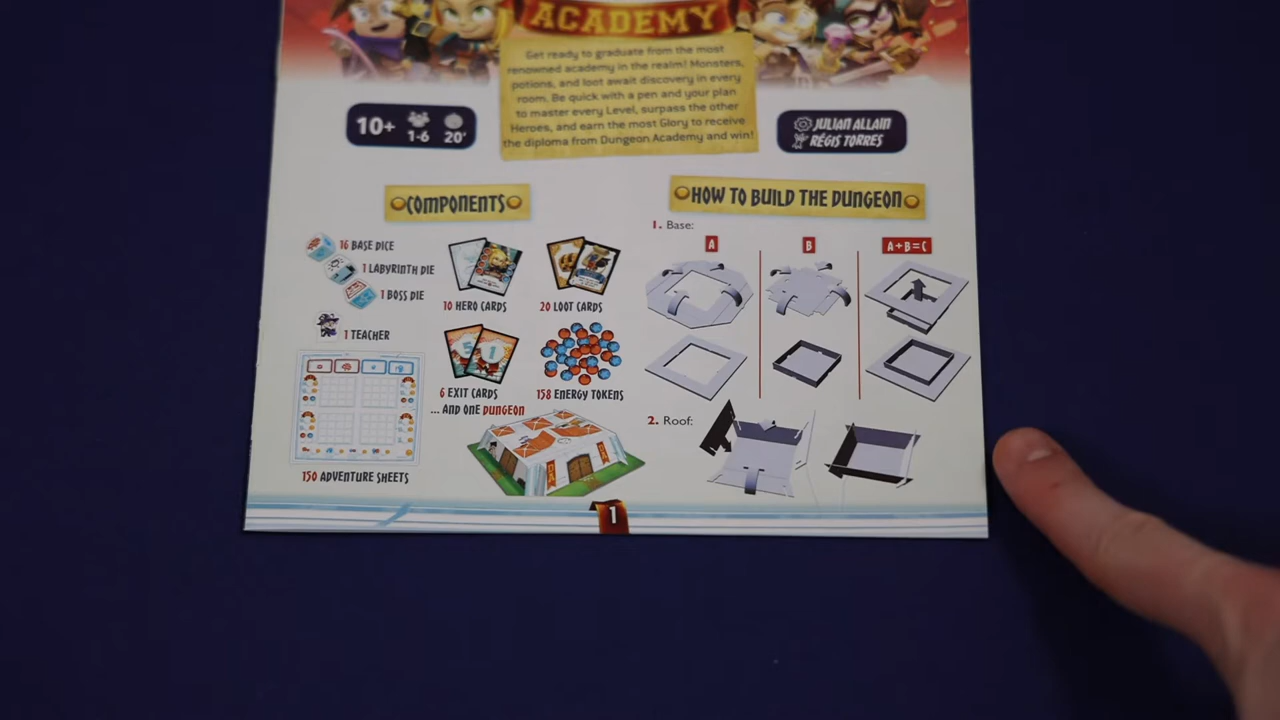 ACADEMY
Get ready to graduate from the most
renowned academy in the realm! Monsters,
potions, and loot await discovery in every
room. Be quick with a pen and your plan
to master every Level, surpass the other
Heroes, and earn the most Glory to receive
the diploma from Dungeon Academy and win!
10+
1-6
20'
JULIAN ALLAIN
RÉGIS TORRES
COMPONENTS
16 BASE DICE
1 LABYRINTH DIE
1 BOSS DIE
1 TEACHER
150 ADVENTURE SHEETS
10 HERO CARDS
20 LOOT CARDS
5
1
6 EXIT CARDS
158 ENERGY TOKENS
... AND ONE DUNGEON
HOW TO BUILD THE DUNGEON
1. Base:
A
B
A+B=C
2. Roof:
1